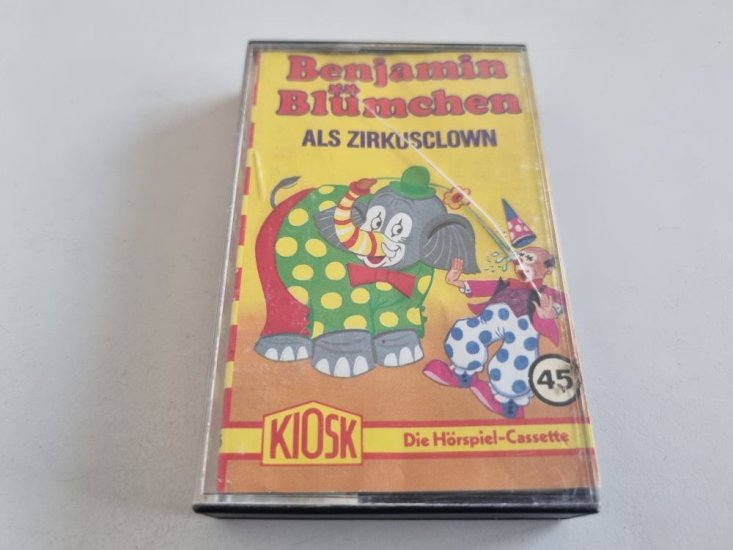 Benjamin
Blümchen
ALS ZIRKUSCLOWN
45
KIOSK
Die Hörspiel-Cassette